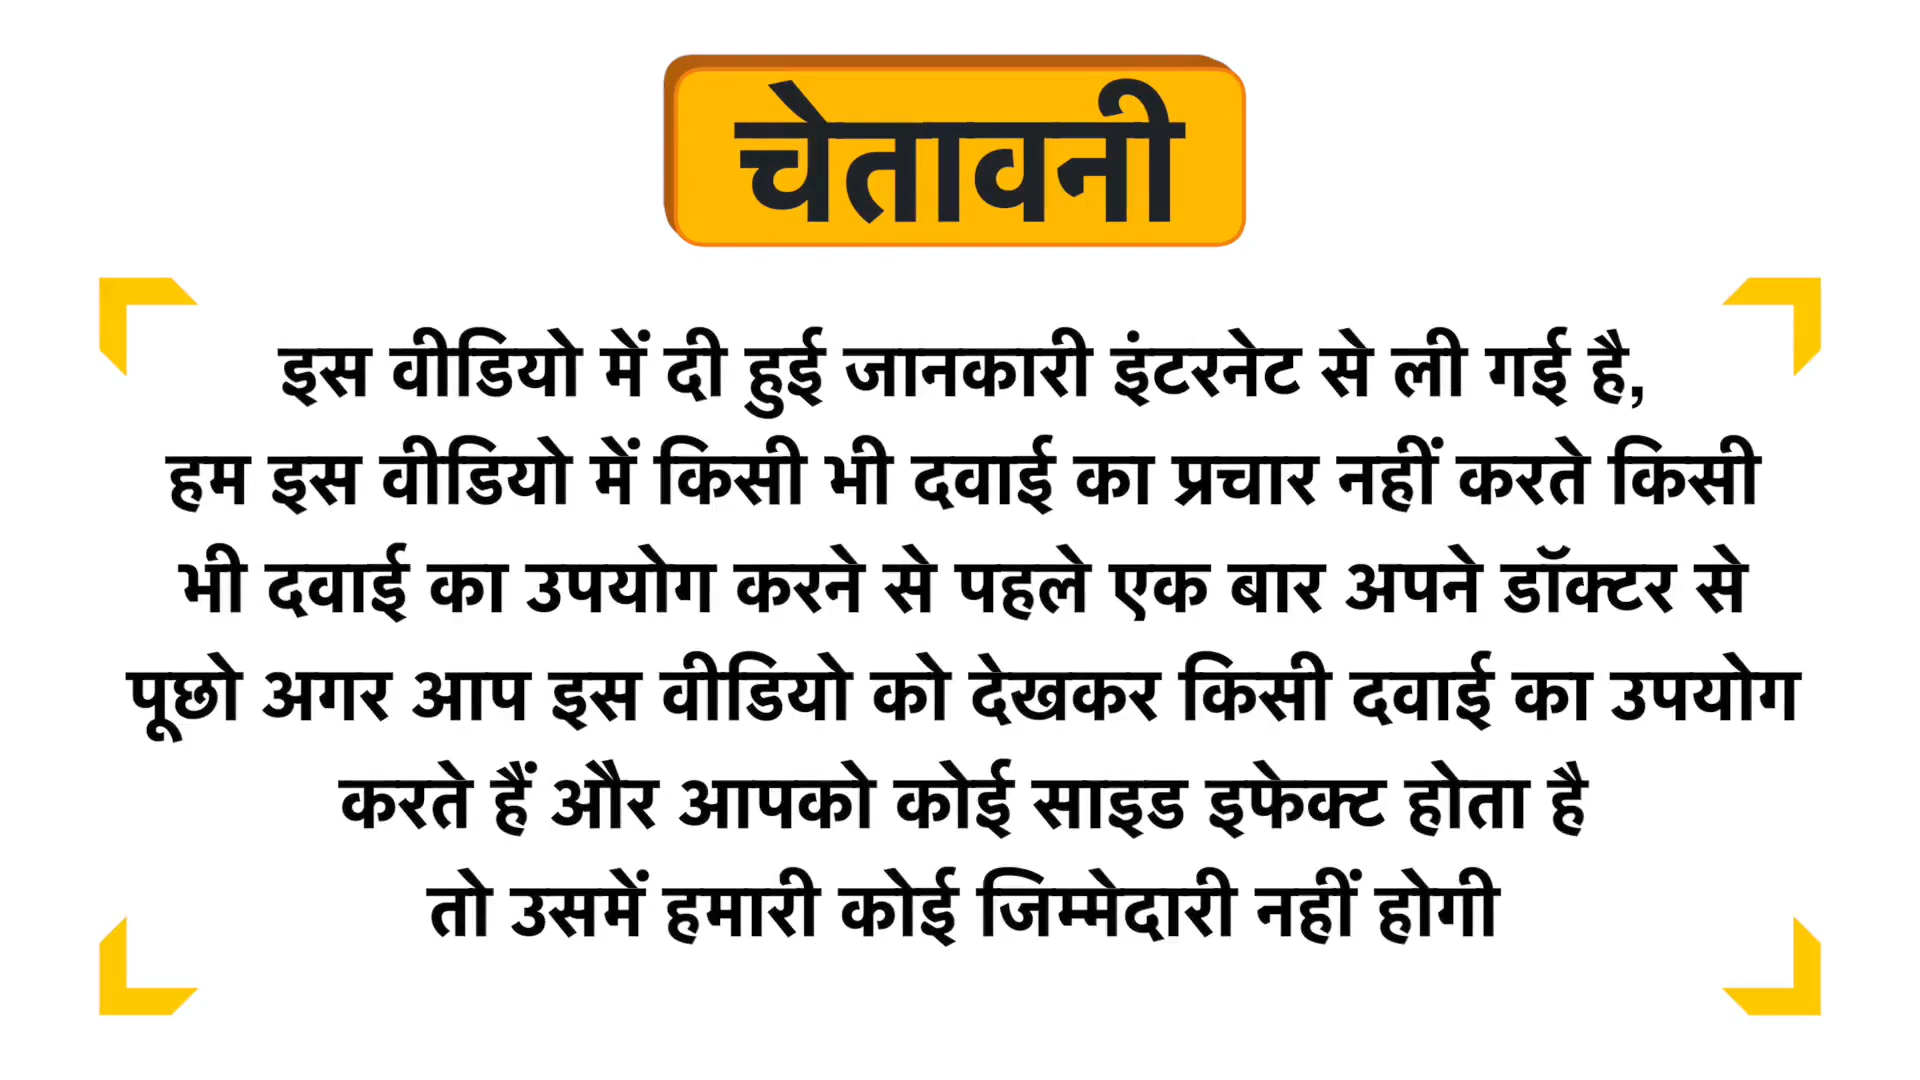 चेतावनी
इस वीडियो में दी हुई जानकारी इंटरनेट से ली गई है,
हम इस वीडियो में किसी भी दवाई का प्रचार नहीं करते किसी
भी दवाई का उपयोग करने से पहले एक बार अपने डॉक्टर से
पूछो अगर आप इस वीडियो को देखकर किसी दवाई का उपयोग
करते हैं और आपको कोई साइड इफेक्ट होता है
तो उसमें हमारी कोई जिम्मेदारी नहीं होगी